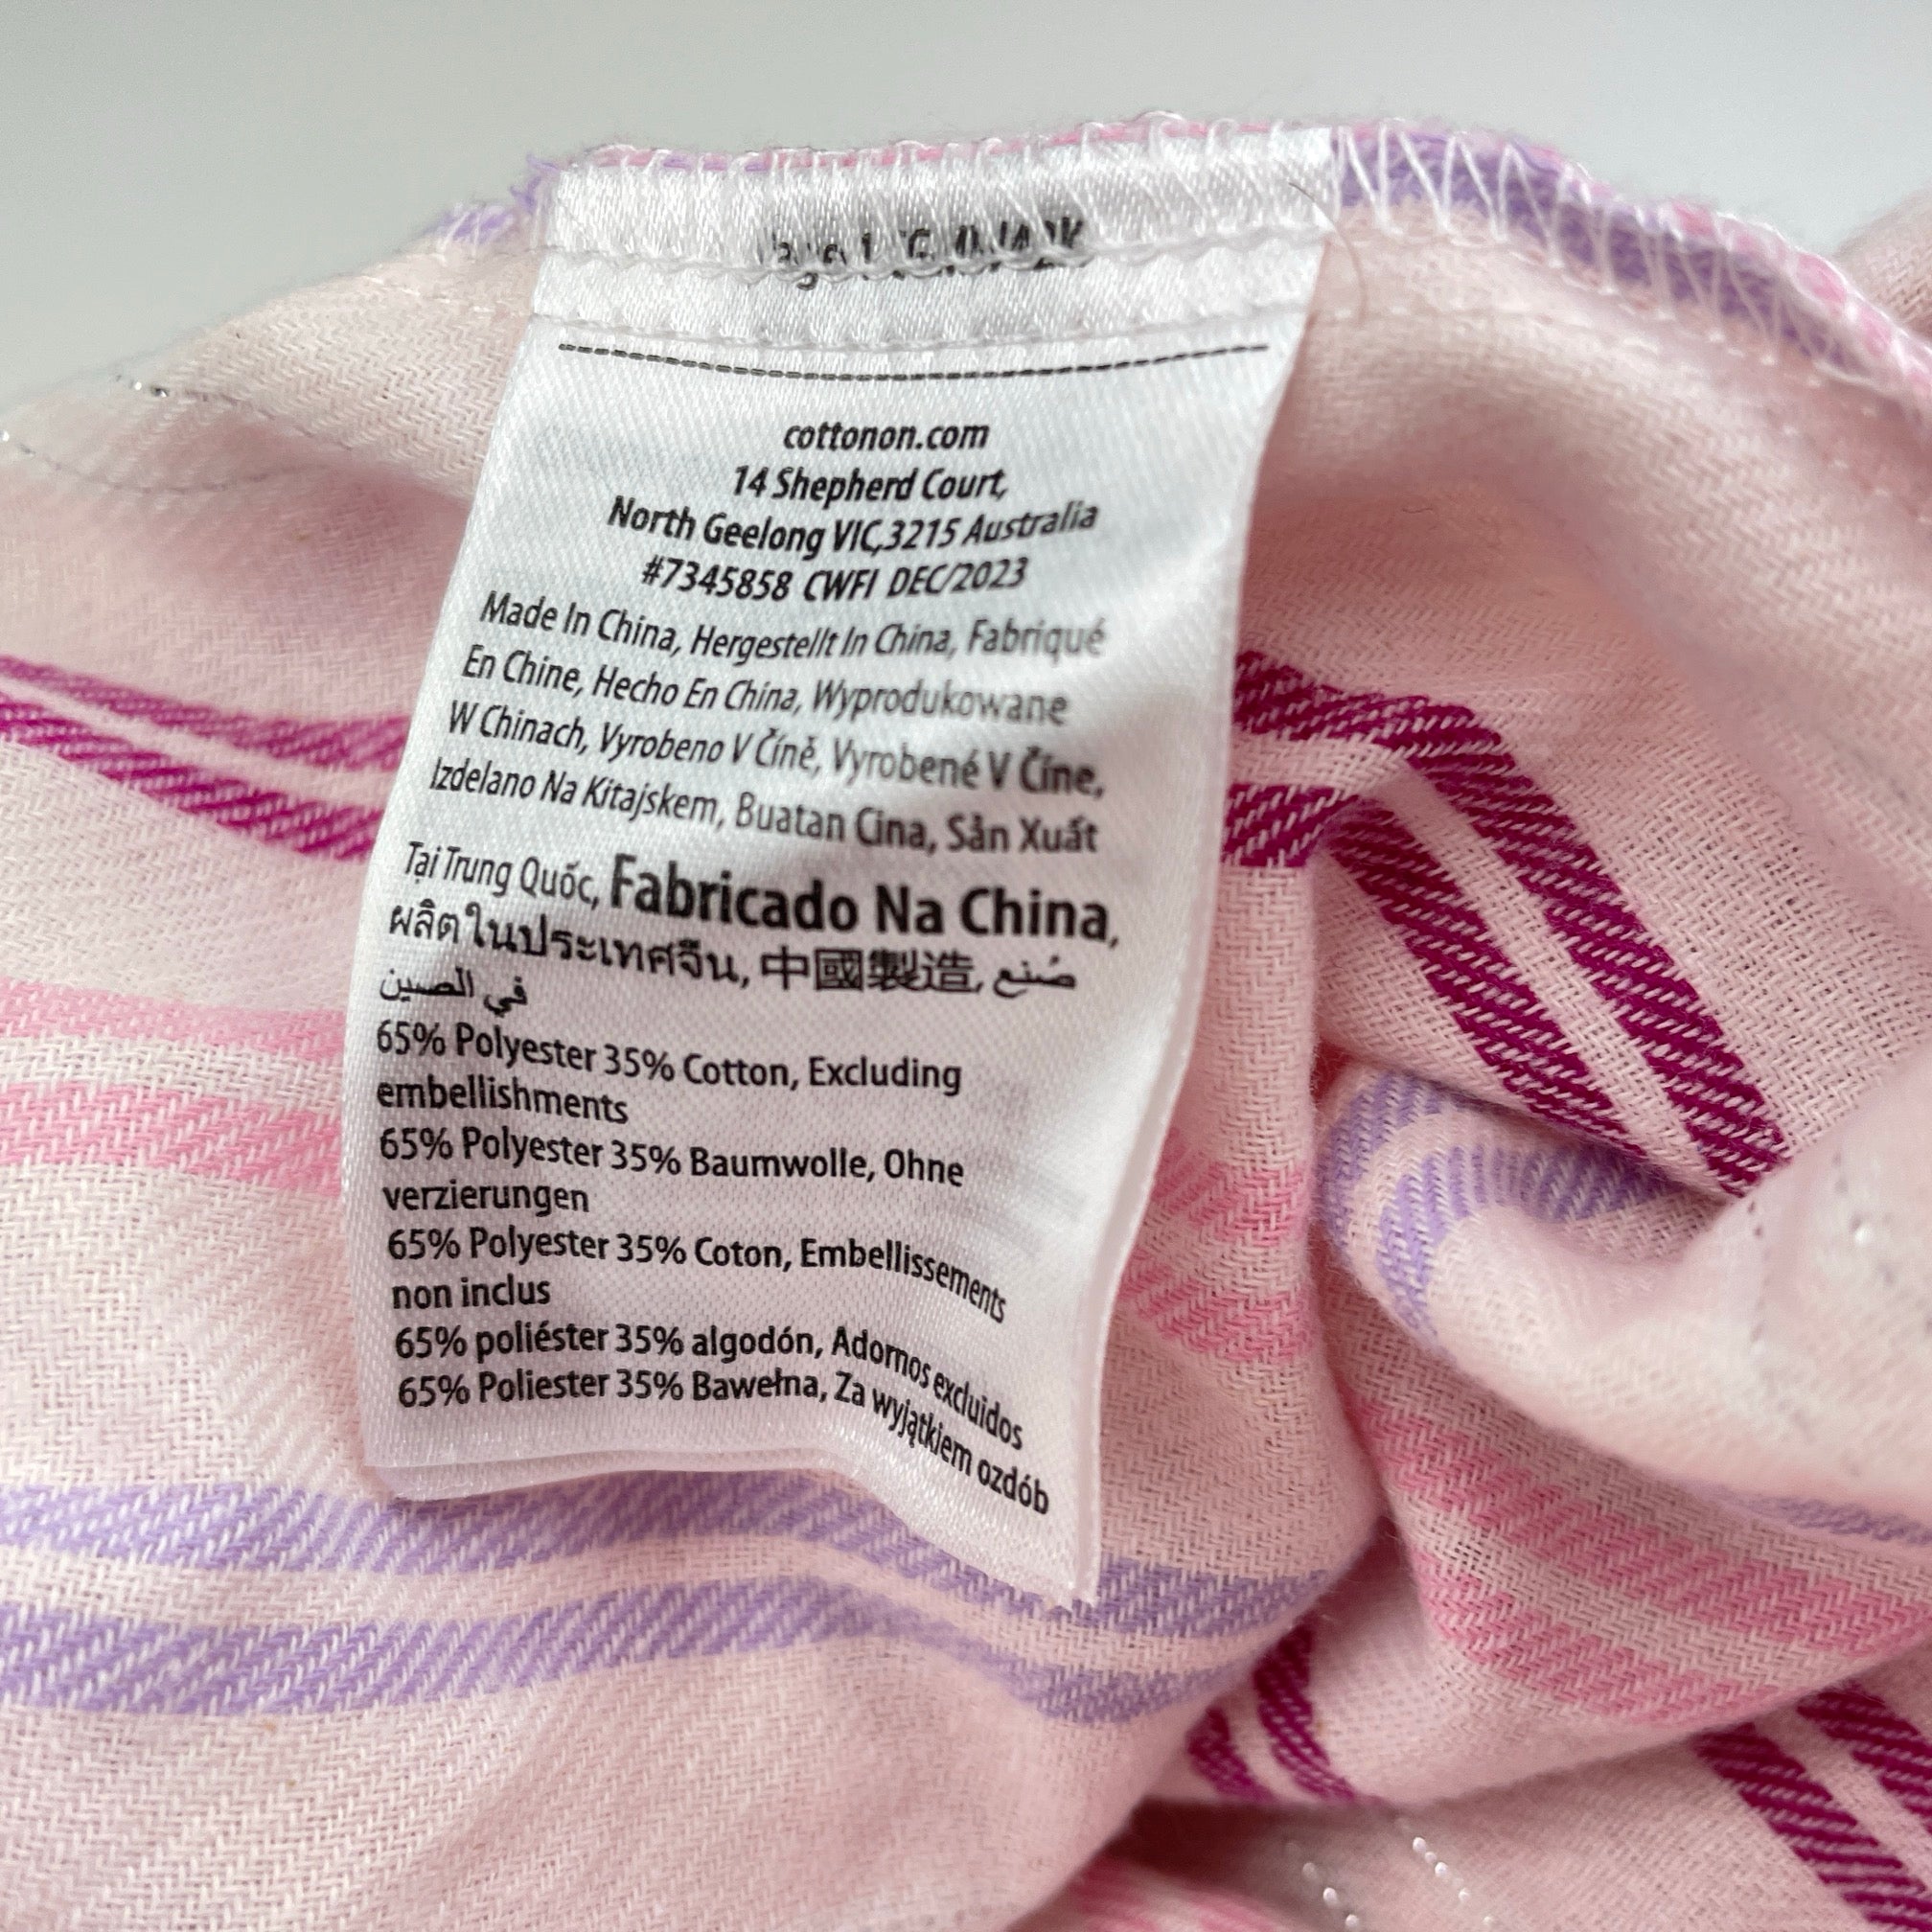 cottonon.com
14 Shepherd Court,
North Geelong VIC,3215 Australia
#7345858 CWFI DEC/2023
Made In China, Hergestellt In China, Fabriqué
En Chine, Hecho En China, Wyprodukowane
W Chinach, Vyrobeno V Číně, Vyrobené V Číne,
Izdelano Na Kitajskem, Buatan Cina, Sản Xuất
Tại Trung Quốc, Fabricado Na China,
ผลิตในประเทศจีน, 中國製造, صُنع
في الصين
65% Polyester 35% Cotton, Excluding
embellishments
65% Polyester 35% Baumwolle, Ohne
verzierungen
65% Polyester 35% Coton, Embellissements
non inclus
65% poliéster 35% algodón, Adornos excluidos
65% Poliester 35% Bawełna, Za wyjątkiem ozdób